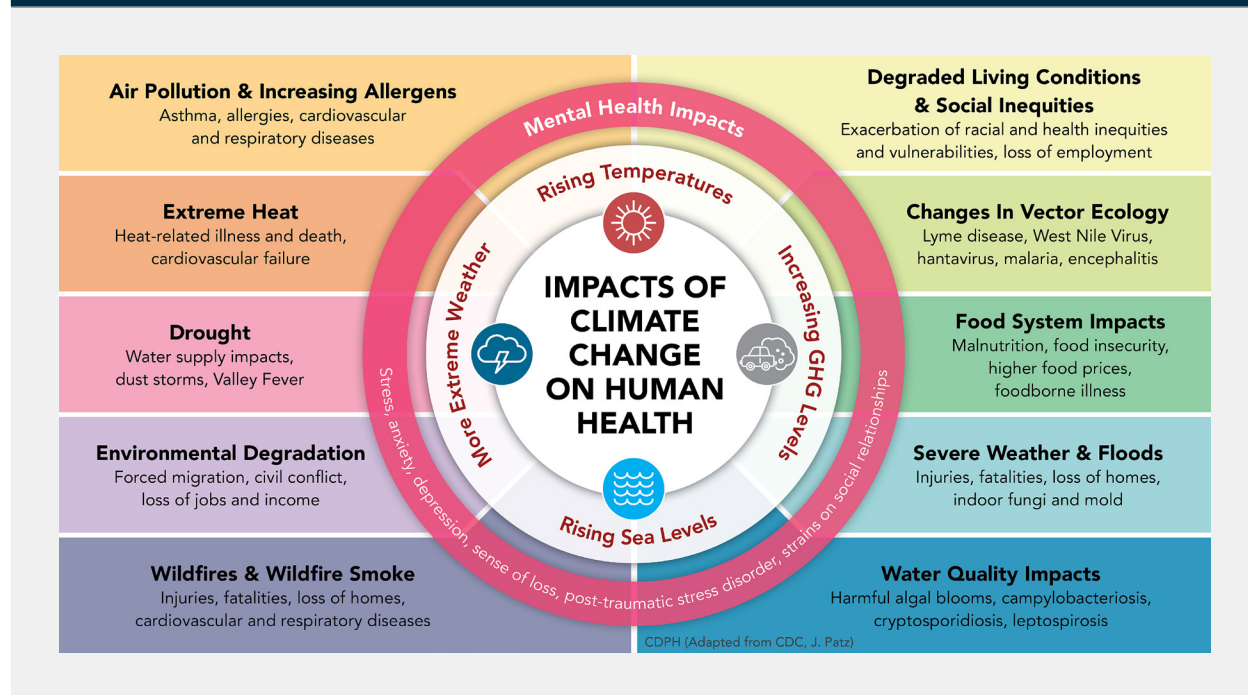 Air Pollution & Increasing Allergens
Asthma, allergies, cardiovascular
and respiratory diseases
Extreme Heat
Heat-related illness and death,
cardiovascular failure
Drought
Water supply impacts,
dust storms, Valley Fever
Environmental Degradation
Forced migration, civil conflict,
loss of jobs and income
Wildfires & Wildfire Smoke
Injuries, fatalities, loss of homes,
cardiovascular and respiratory diseases
Mental Health Impacts
Stress, anxiety, depression, sense of loss, post-traumatic stress disorder, strains on social relationships
Rising Temperatures
More Extreme Weather
Increasing GHG Levels
Rising Sea Levels
IMPACTS OF
CLIMATE
CHANGE
ON HUMAN
HEALTH
Degraded Living Conditions
& Social Inequities
Exacerbation of racial and health inequities
and vulnerabilities, loss of employment
Changes In Vector Ecology
Lyme disease, West Nile Virus,
hantavirus, malaria, encephalitis
Food System Impacts
Malnutrition, food insecurity,
higher food prices,
foodborne illness
Severe Weather & Floods
Injuries, fatalities, loss of homes,
indoor fungi and mold
Water Quality Impacts
Harmful algal blooms, campylobacteriosis,
cryptosporidiosis, leptospirosis
CDPH (Adapted from CDC, J. Patz)